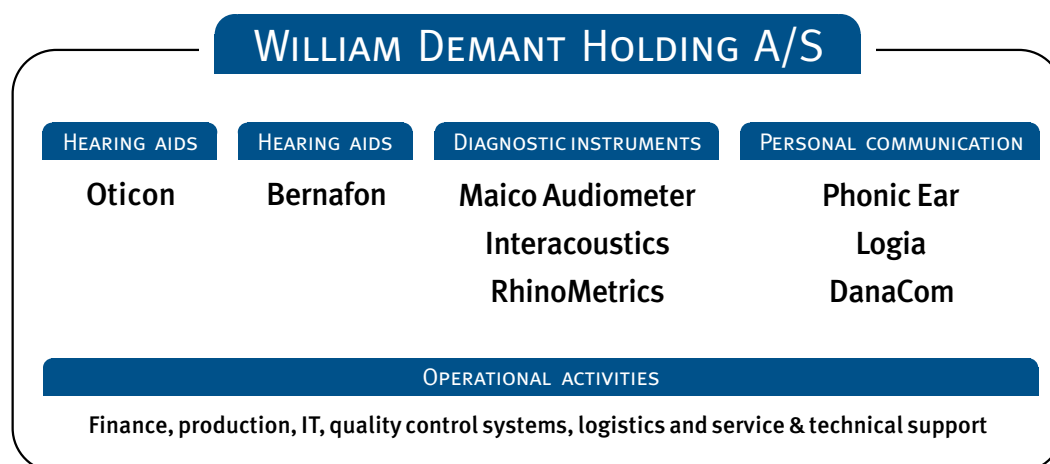 William Demant Holding A/S
Hearing aids
Oticon
Hearing aids
Bernafon
Diagnostic instruments
Maico Audiometer
Interacoustics
RhinoMetrics
Personal communication
Phonic Ear
Logia
DanaCom
Operational activities
Finance, production, IT, quality control systems, logistics and service & technical support